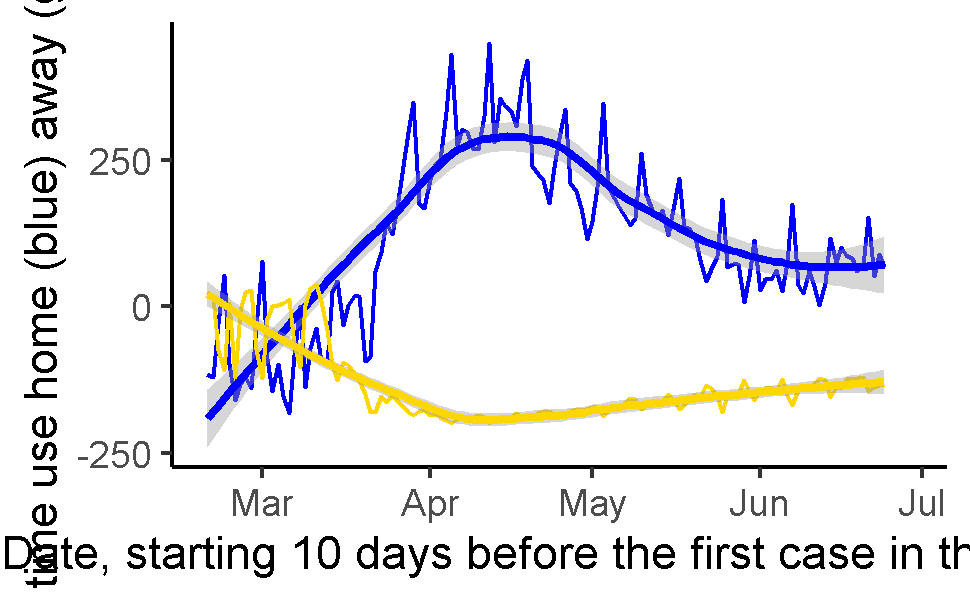 time use home (blue) away (
250
0
-250
Mar Apr May Jun Jul
Date, starting 10 days before the first case in th